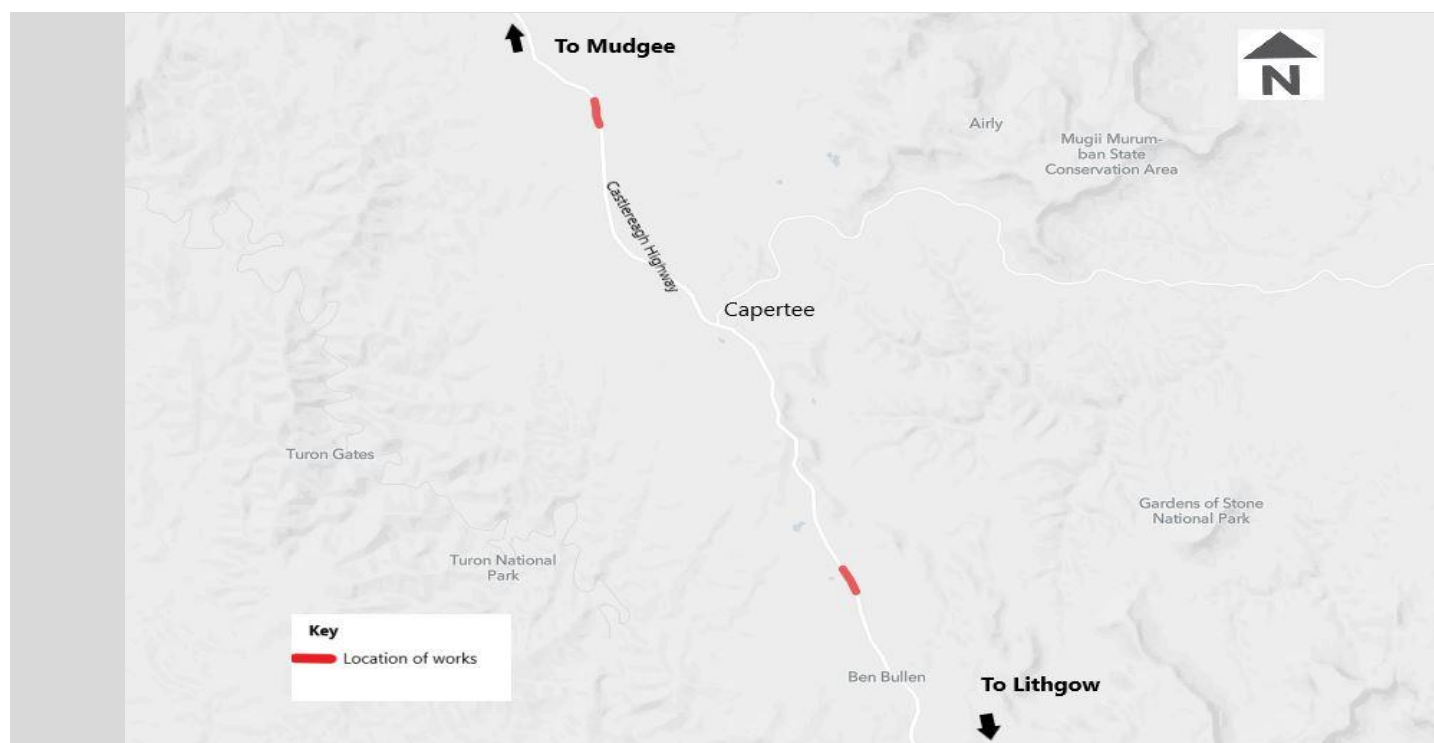 To Mudgee
N
Airly
Mugii Murum-
ban State
Conservation Area
Castlereagh Highway
Capertee
Turon Gates
Gardens of Stone
National Park
Turon National
Park
Key
Location of works
Ben Bullen
To Lithgow